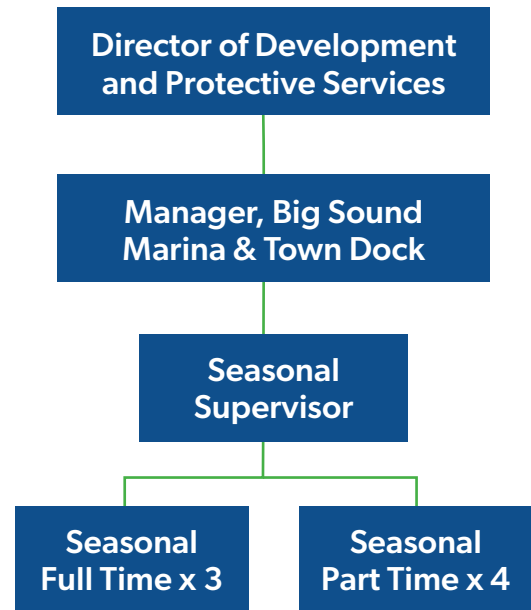 Director of Development
and Protective Services
Manager, Big Sound
Marina & Town Dock
Seasonal
Supervisor
Seasonal
Full Time x 3
Seasonal
Part Time x 4